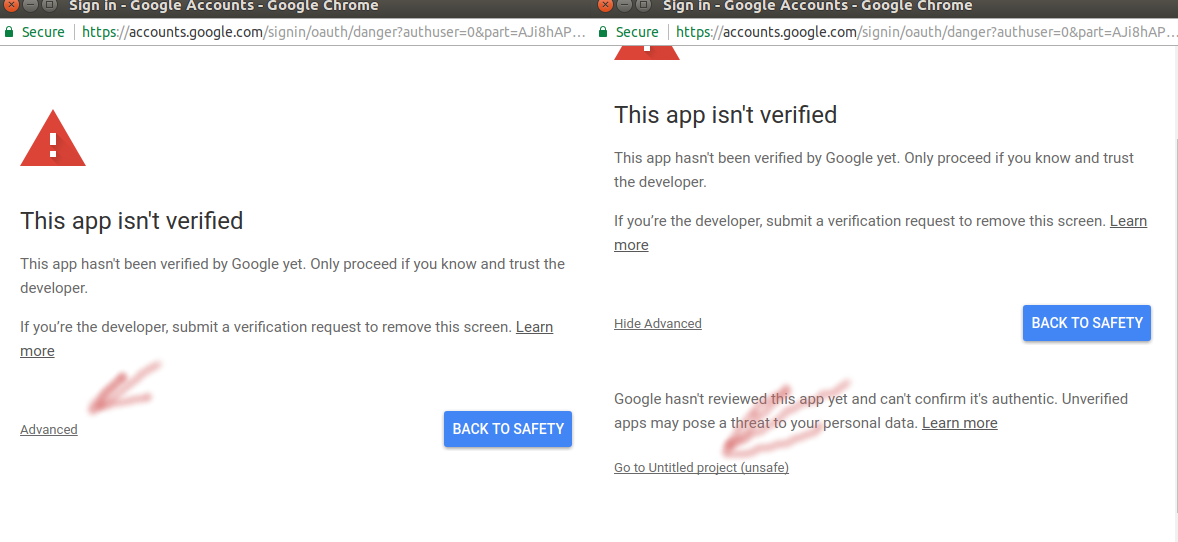 Sign in - Google Accounts - Google Chrome
Secure https://accounts.google.com/signin/oauth/danger?authuser=0&part=AJi8hAP...
This app isn't verified
This app hasn't been verified by Google yet. Only proceed if you know and trust the
developer.
If you’re the developer, submit a verification request to remove this screen. Learn
more
Advanced
BACK TO SAFETY
Sign in - Google Accounts - Google Chrome
Secure https://accounts.google.com/signin/oauth/danger?authuser=0&part=AJi8hAP...
This app isn't verified
This app hasn't been verified by Google yet. Only proceed if you know and trust
the developer.
If you’re the developer, submit a verification request to remove this screen. Learn
more
Hide Advanced
BACK TO SAFETY
Google hasn't reviewed this app yet and can't confirm it's authentic. Unverified
apps may pose a threat to your personal data. Learn more
Go to Untitled project (unsafe)